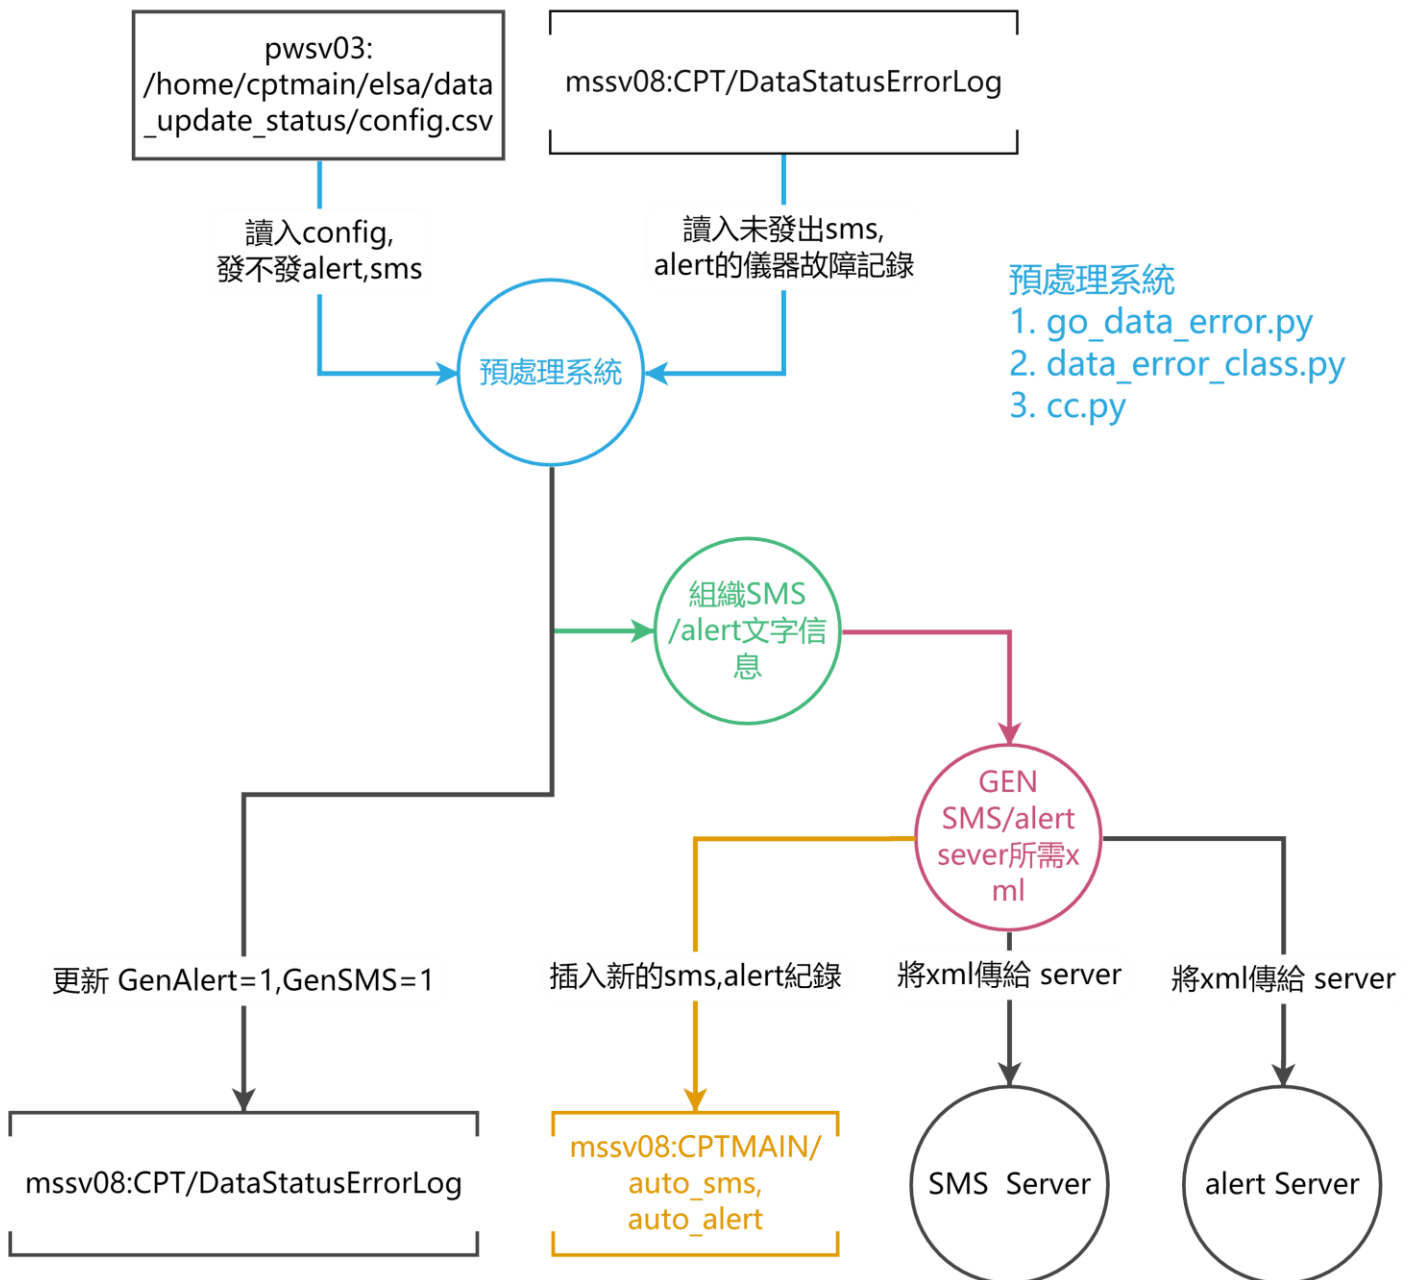 pwsv03:
/home/cptmain/elsa/data
_update_status/config.csv
mssv08:CPT/DataStatusErrorLog
讀入config,
發不發alert,sms
讀入未發出sms,
alert的儀器故障記錄
預處理系統
1. go_data_error.py
2. data_error_class.py
3. cc.py
預處理系統
組織SMS
/alert文字信
息
GEN
SMS/alert
sever所需x
ml
更新 GenAlert=1,GenSMS=1
插入新的sms,alert紀錄
將xml傳給 server
將xml傳給 server
mssv08:CPT/DataStatusErrorLog
mssv08:CPTMAIN/
auto_sms,
auto_alert
SMS  Server
alert Server